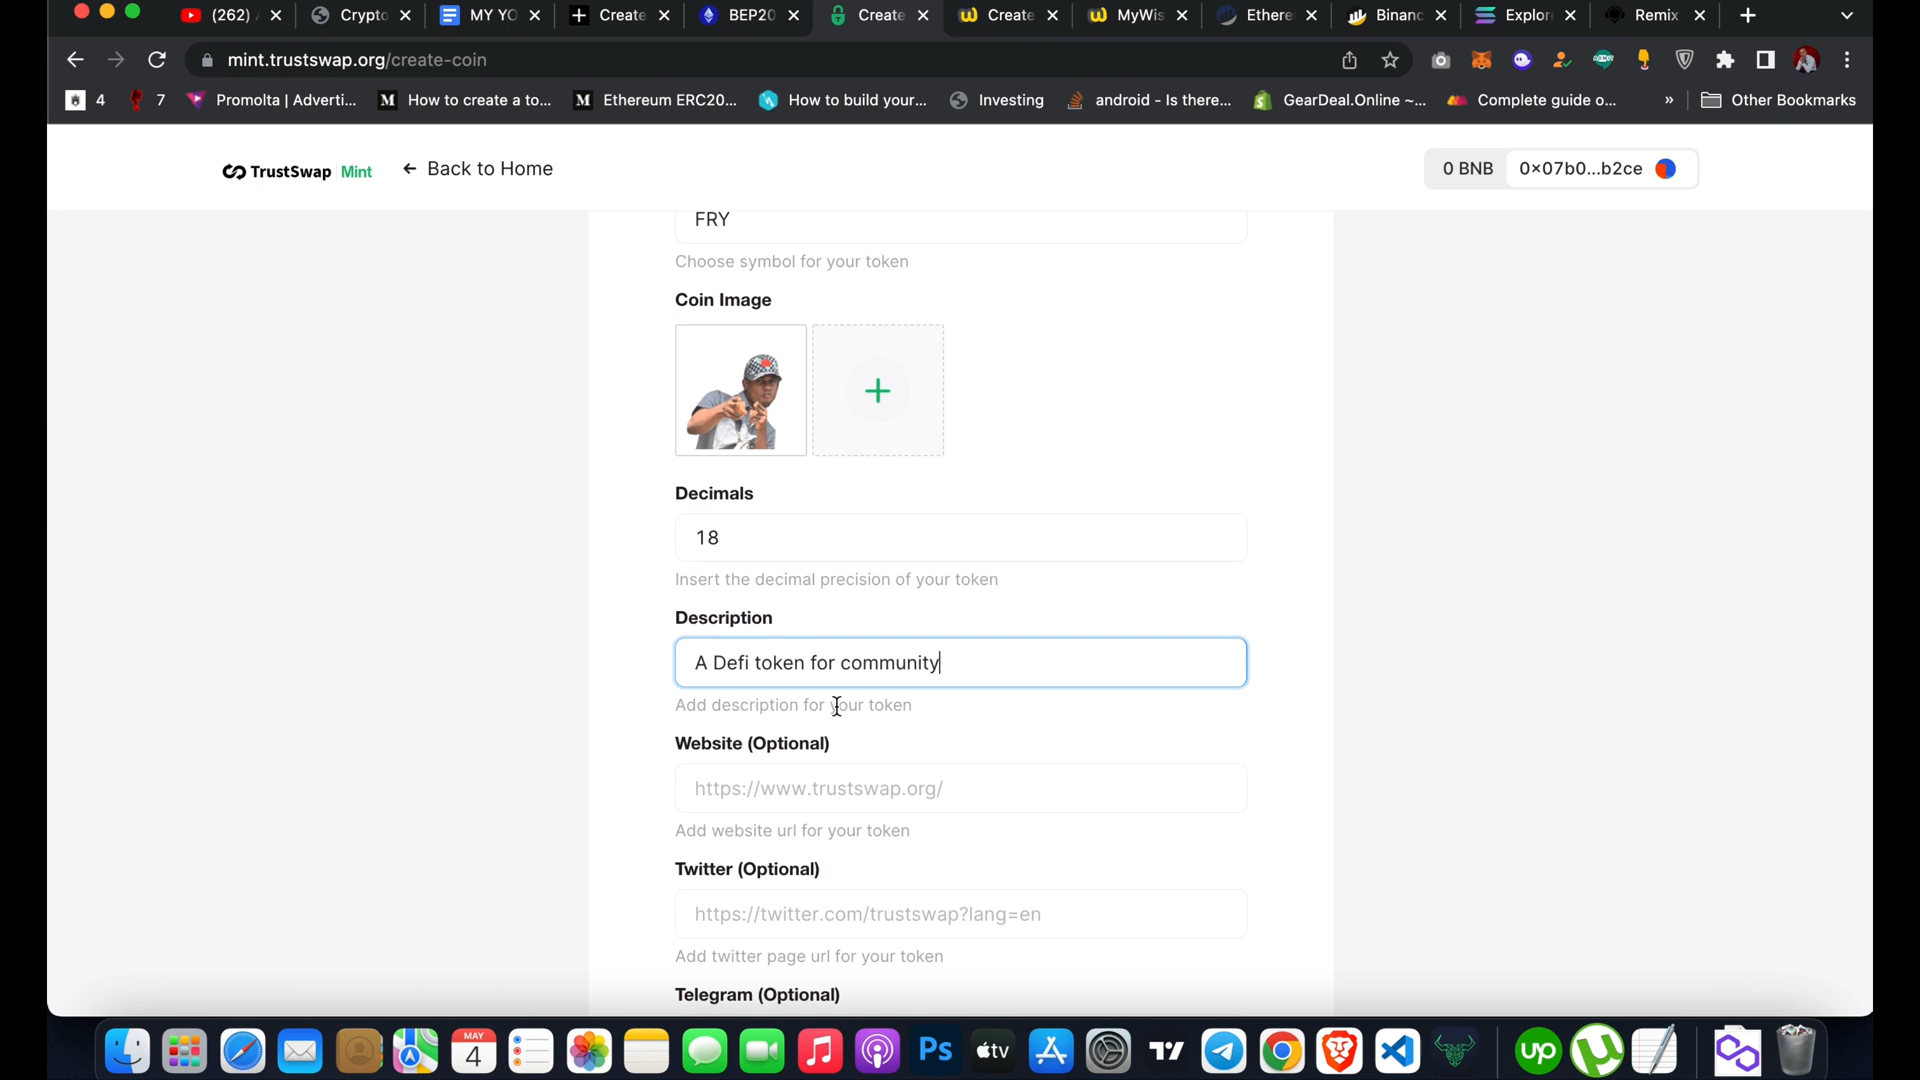 (262)
Crypto
MY YO
Create
BEP20
Create
Create
MyWis
Ethere
Binanc
Explor
Remix
mint.trustswap.org/create-coin
4
7
Promolta | Adverti...
How to create a to...
Ethereum ERC20...
How to build your...
Investing
android - Is there...
GearDeal.Online ~...
Complete guide o...
»
Other Bookmarks
TrustSwap Mint
← Back to Home
0 BNB
0×07b0...b2ce
FRY
Choose symbol for your token
Coin Image
Decimals
18
Insert the decimal precision of your token
Description
A Defi token for community
Add description for your token
Website (Optional)
https://www.trustswap.org/
Add website url for your token
Twitter (Optional)
https://twitter.com/trustswap?lang=en
Add twitter page url for your token
Telegram (Optional)
MAY
4
Ps
tv
up